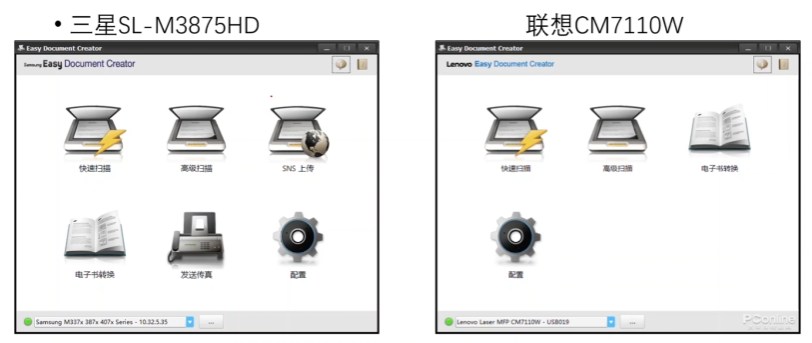 • 三星SL-M3875HD
联想CM7110W
Easy Document Creator
Samsung Easy Document Creator
快速扫描
高级扫描
SNS 上传
电子书转换
发送传真
配置
Samsung M337x 387x 407x Series - 10.32.5.35
...
Easy Document Creator
Lenovo Easy Document Creator
快速扫描
高级扫描
电子书转换
配置
Lenovo Laser MFP CM7110W - USB019
...
PConline